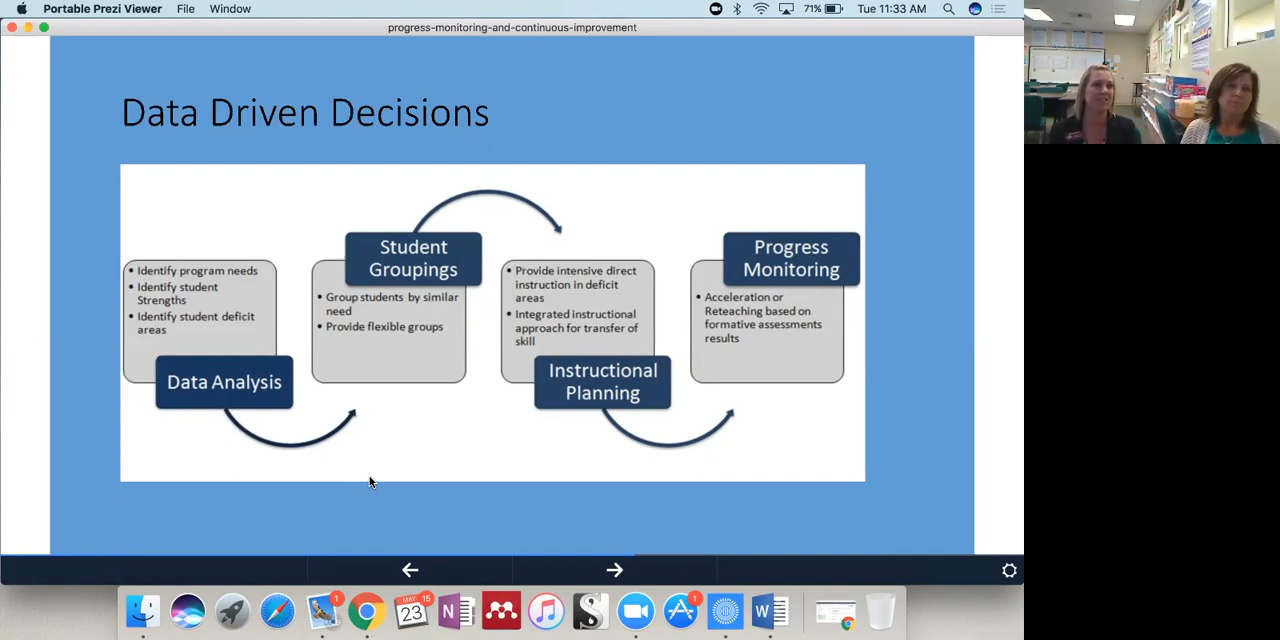 Portable Prezi Viewer File Window 71% Tue 11:33 AM
progress-monitoring-and-continuous-improvement
Data Driven Decisions
• Identify program needs
• Identify student
Strengths
• Identify student deficit
areas
Data Analysis
Student
Groupings
• Group students by similar
need
• Provide flexible groups
• Provide intensive direct
instruction in deficit
areas
• Integrated instructional
approach for transfer of
skill
Instructional
Planning
Progress
Monitoring
• Acceleration or
Reteaching based on
formative assessments
results
1
MAY
23
15
N
S
1
W